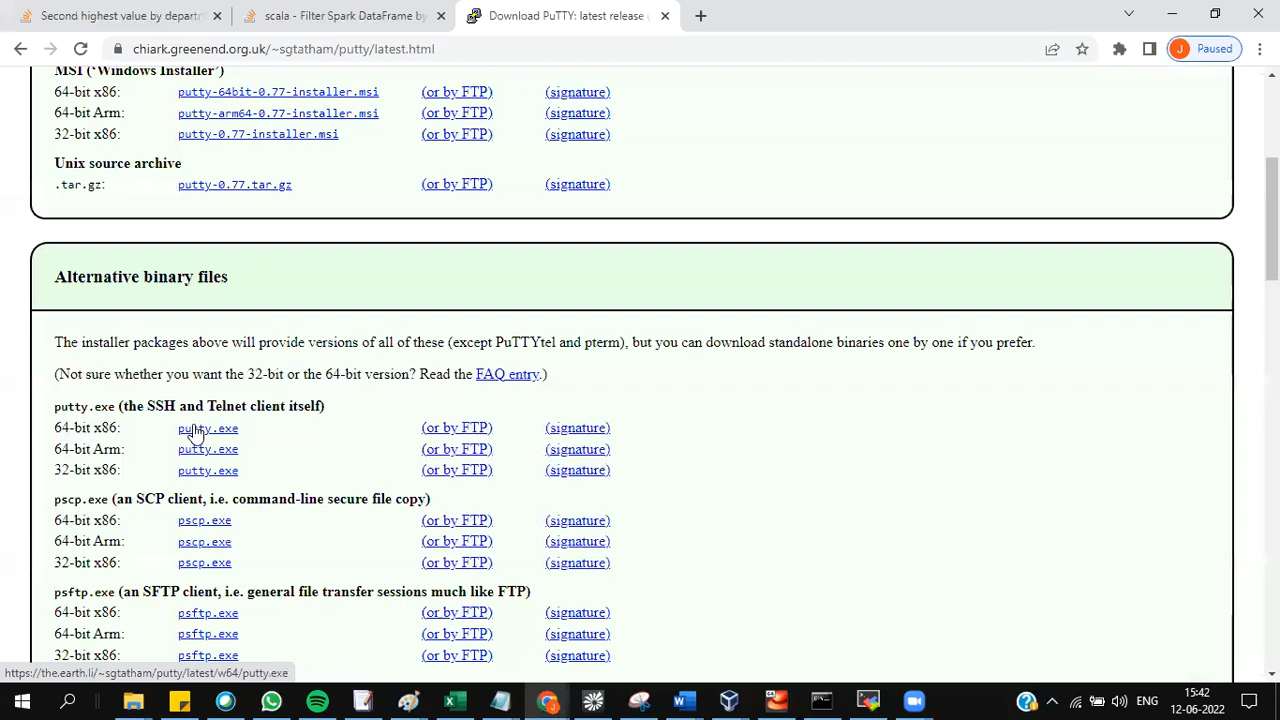 Second highest value by departm
scala - Filter Spark DataFrame by
Download PuTTY: latest release
chiark.greenend.org.uk/~sgtatham/putty/latest.html
J Paused
MSI ('Windows Installer')
64-bit x86: putty-64bit-0.77-installer.msi (or by FTP) (signature)
64-bit Arm: putty-arm64-0.77-installer.msi (or by FTP) (signature)
32-bit x86: putty-0.77-installer.msi (or by FTP) (signature)
Unix source archive
.tar.gz: putty-0.77.tar.gz (or by FTP) (signature)
Alternative binary files
The installer packages above will provide versions of all of these (except PuTTYtel and pterm), but you can download standalone binaries one by one if you prefer.
(Not sure whether you want the 32-bit or the 64-bit version? Read the FAQ entry.)
putty.exe (the SSH and Telnet client itself)
64-bit x86: putty.exe (or by FTP) (signature)
64-bit Arm: putty.exe (or by FTP) (signature)
32-bit x86: putty.exe (or by FTP) (signature)
pscp.exe (an SCP client, i.e. command-line secure file copy)
64-bit x86: pscp.exe (or by FTP) (signature)
64-bit Arm: pscp.exe (or by FTP) (signature)
32-bit x86: pscp.exe (or by FTP) (signature)
psftp.exe (an SFTP client, i.e. general file transfer sessions much like FTP)
64-bit x86: psftp.exe (or by FTP) (signature)
64-bit Arm: psftp.exe (or by FTP) (signature)
32-bit x86: psftp.exe (or by FTP) (signature)
https://the.earth.li/~sgtatham/putty/latest/w64/putty.exe
ENG
15:42
12-06-2022